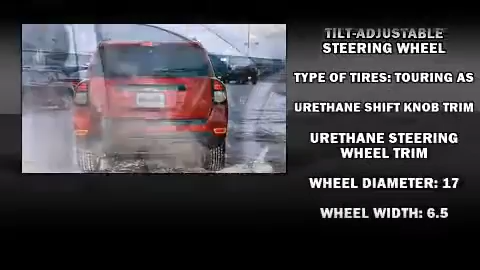 TILT-ADJUSTABLE
STEERING WHEEL
TYPE OF TIRES: TOURING AS
URETHANE SHIFT KNOB TRIM
URETHANE STEERING
WHEEL TRIM
WHEEL DIAMETER: 17
WHEEL WIDTH: 6.5